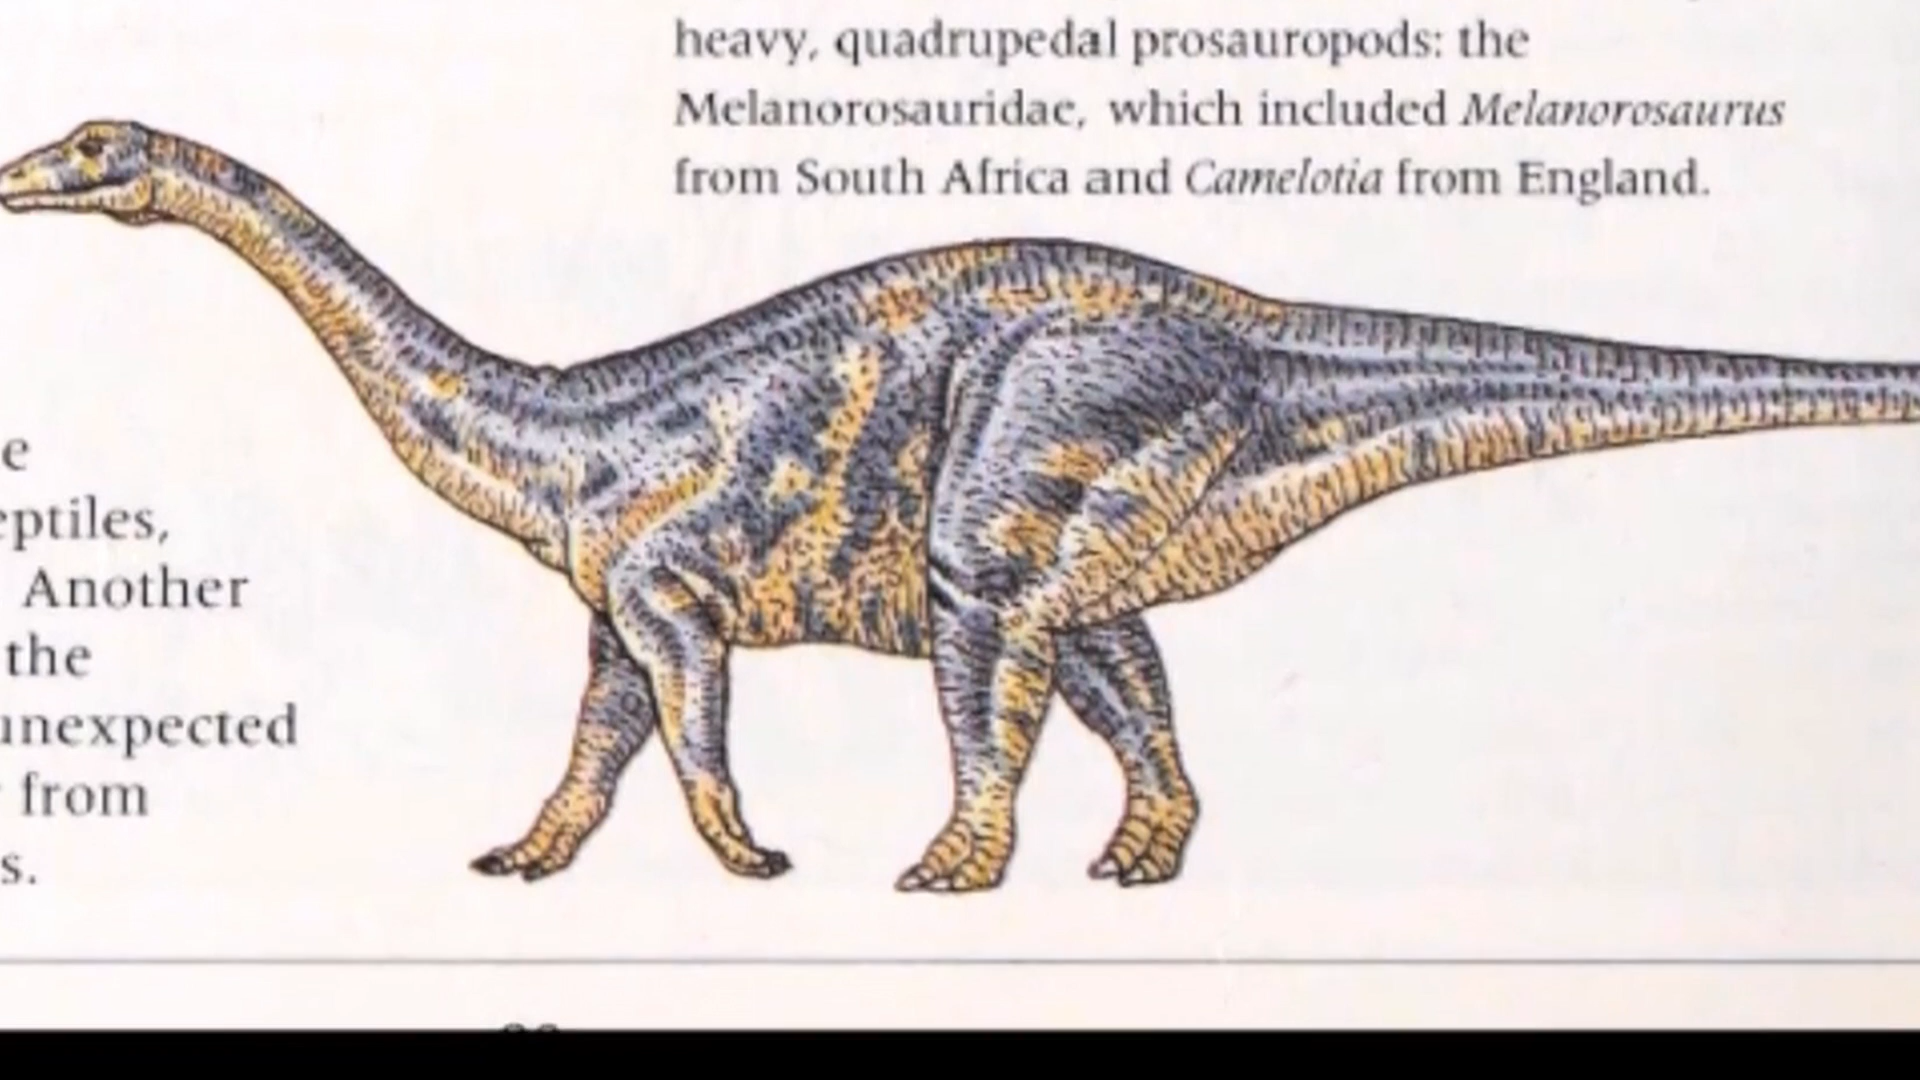 heavy, quadrupedal prosauropods: the
Melanorosauridae, which included Melanorosaurus
from South Africa and Camelotia from England.
e
eptiles,
Another
the
unexpected
from
s.